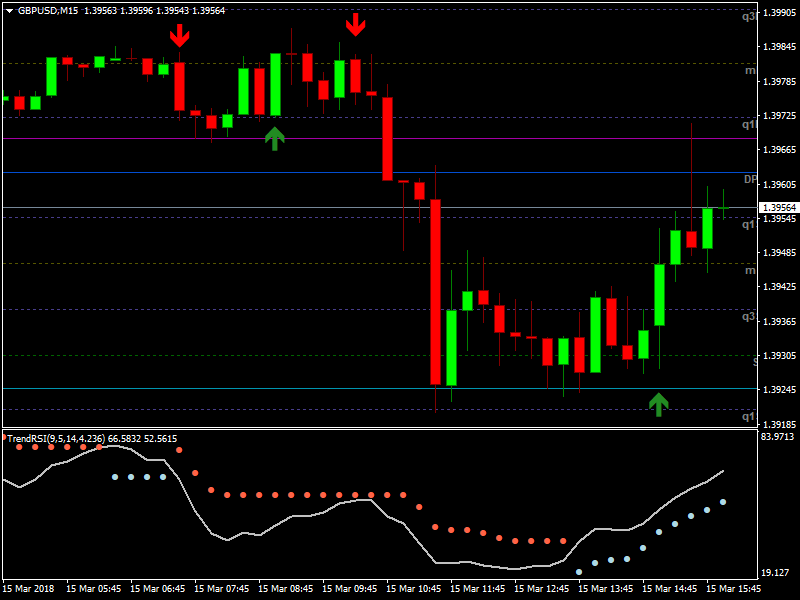 GBPUSD,M15 1.39563 1.39596 1.39543 1.39564
1.39905
q3
1.39845
m
1.39785
1.39725
q1
1.39665
DP
1.39605
1.39564
1.39545
q1
1.39485
m
1.39425
q3
1.39365
1.39305
S
1.39245
q1
1.39185
TrendRSI(9,5,14,4.236) 66.5832 52.5615
83.9713
19.127
15 Mar 2018 15 Mar 05:45 15 Mar 06:45 15 Mar 07:45 15 Mar 08:45 15 Mar 09:45 15 Mar 10:45 15 Mar 11:45 15 Mar 12:45 15 Mar 13:45 15 Mar 14:45 15 Mar 15:45